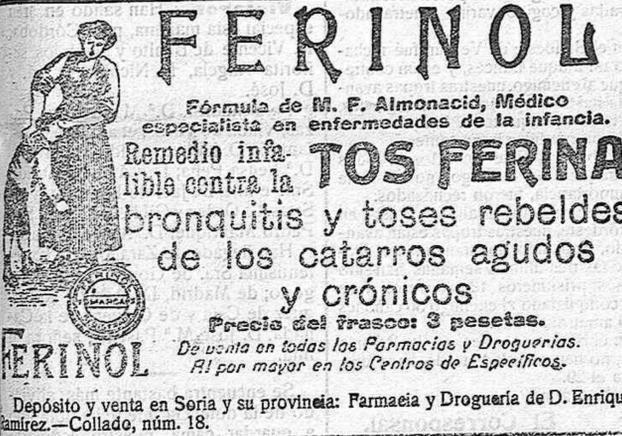 FERINOL
Fórmula de M. F. Almonacid, Médico
especialista en enfermedades de la infancia.
Remedio infa-
lible contra la
TOS FERINA
bronquitis y toses rebeldes
de los catarros agudos
y crónicos
Precio del frasco: 3 pesetas.
De venta en todas las Farmacias y Droguerías.
Al por mayor en los Centros de Específicos.
FERINOL
MARCA
FERINOL
Depósito y venta en Soria y su provincia: Farmacia y Droguería de D. Enriqu
Ramírez.—Collado, núm. 18.